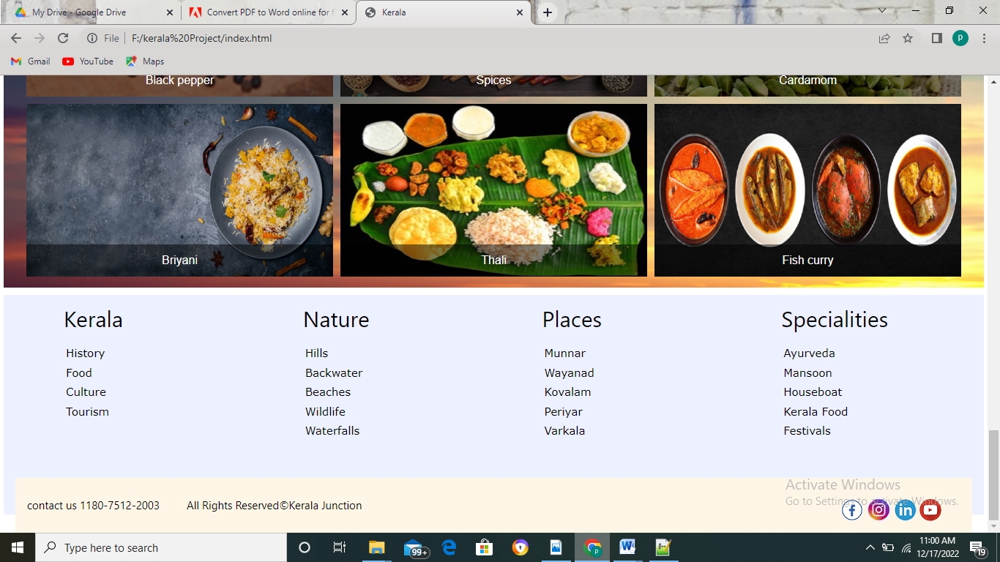 My Drive - Google Drive
Convert PDF to Word online for f
Kerala
File
F:/kerala%20Project/index.html
P
Gmail
YouTube
Maps
Black pepper
Spices
Cardamom
Briyani
Thali
Fish curry
Kerala
History
Food
Culture
Tourism
Nature
Hills
Backwater
Beaches
Wildlife
Waterfalls
Places
Munnar
Wayanad
Kovalam
Periyar
Varkala
Specialities
Ayurveda
Mansoon
Houseboat
Kerala Food
Festivals
Activate Windows
Go to Settings to activate Windows.
contact us 1180-7512-2003
All Rights Reserved©Kerala Junction
Type here to search
99+
11:00 AM
12/17/2022
19